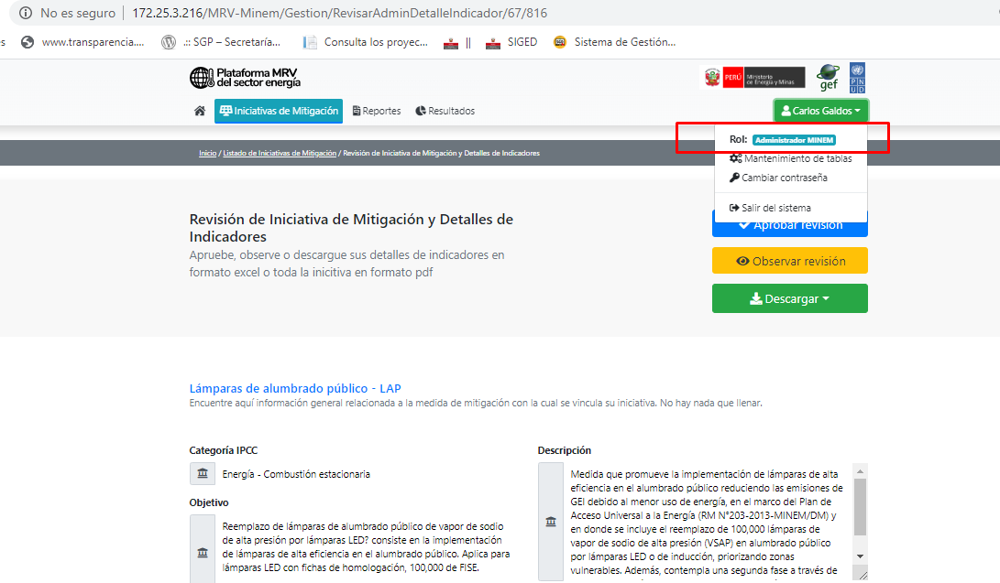 No es seguro | 172.25.3.216/MRV-Minem/Gestion/RevisarAdminDetalleIndicador/67/816
s www.transparencia.... .:: SGP – Secretaría... Consulta los proyec... || SIGED Sistema de Gestión...
Plataforma MRV
del sector energía
PERÚ Ministerio
de Energía y Minas
gef
P N
U D
Iniciativas de Mitigación Reportes Resultados Carlos Galdos
Rol: Administrador MINEM
Inicio / Listado de Iniciativas de Mitigación / Revisión de Iniciativa de Mitigación y Detalles de Indicadores
Mantenimiento de tablas
Cambiar contraseña
Salir del sistema
Revisión de Iniciativa de Mitigación y Detalles de
Indicadores
Apruebe, observe o descargue sus detalles de indicadores en
formato excel o toda la inicitiva en formato pdf
Aprobar revisión
Observar revisión
Descargar
Lámparas de alumbrado público - LAP
Encuentre aquí información general relacionada a la medida de mitigación con la cual se vincula su iniciativa. No hay nada que llenar.
Categoría IPCC
Energía - Combustión estacionaria
Objetivo
Reemplazo de lámparas de alumbrado público de vapor de sodio
de alta presión por lámparas LED? consiste en la implementación
de lámparas de alta eficiencia en el alumbrado público. Aplica para
lámparas LED con fichas de homologación, 100,000 de FISE.
Descripción
Medida que promueve la implementación de lámparas de alta
eficiencia en el alumbrado público reduciendo las emisiones de
GEI debido al menor uso de energía, en el marco del Plan de
Acceso Universal a la Energía (RM N°203-2013-MINEM/DM) y
en donde se incluye el reemplazo de 100,000 lámparas de
vapor de sodio de alta presión (VSAP) en alumbrado público
por lámparas LED o de inducción, priorizando zonas
vulnerables. Además, contempla una segunda fase a través de